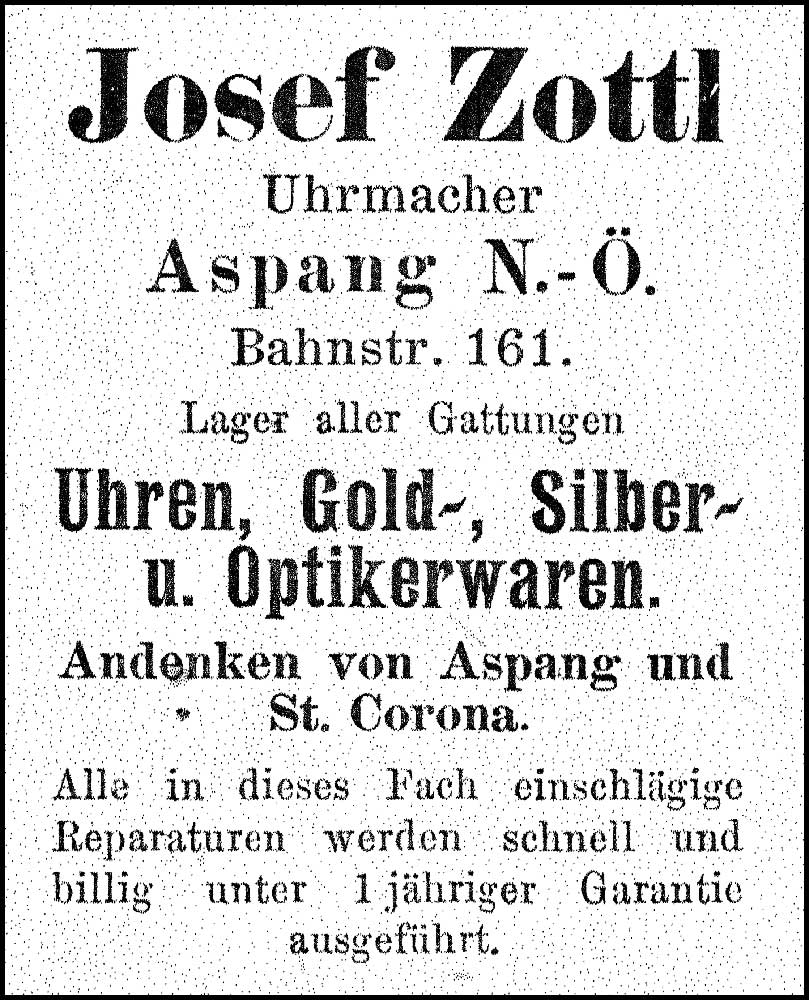 Josef Zottl
Uhrmacher
Aspang N.-Ö.
Bahnstr. 161.
Lager aller Gattungen
Uhren, Gold-, Silber-
u. Optikerwaren.
Andenken von Aspang und
St. Corona.
Alle in dieses Fach einschlägige
Reparaturen werden schnell und
billig unter 1 jähriger Garantie
ausgeführt.